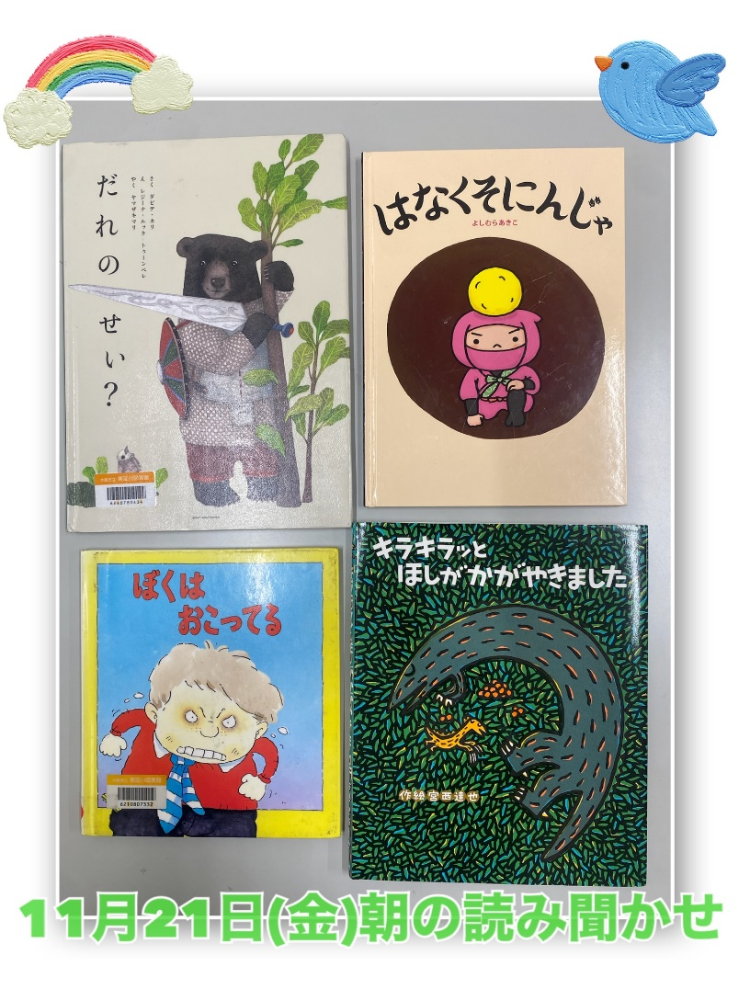 だれのせい？
さく ダビデ・カリ
え レジーナ・ルック トゥーンペレ
やく ヤマザキマリ
6260780434
はなくそにんじゃ
よしむらあきこ
ぼくは
おこってる
6210807332
キラキラッと
ほしがかがやきました
作絵 宮西達也
11月21日(金)朝の読み聞かせ